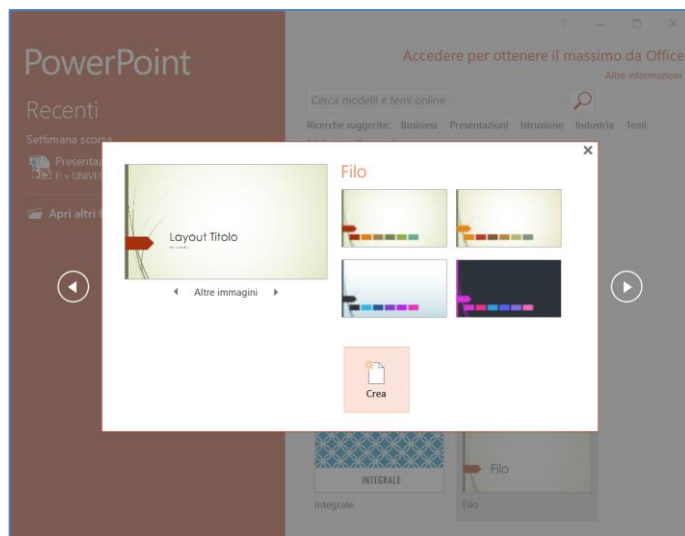 PowerPoint
Accedere per ottenere il massimo da Office
Altre informazioni
Recenti
Cerca modelli e temi online
Ricerche suggerite: Business Presentazioni Istruzione Industria Temi
Settimana scorsa
Presentaz
F: » UNIVER
Apri altri
Filo
Layout Titolo
Altre immagini
Crea
INTEGRALE
Filo
Integrale
Filo